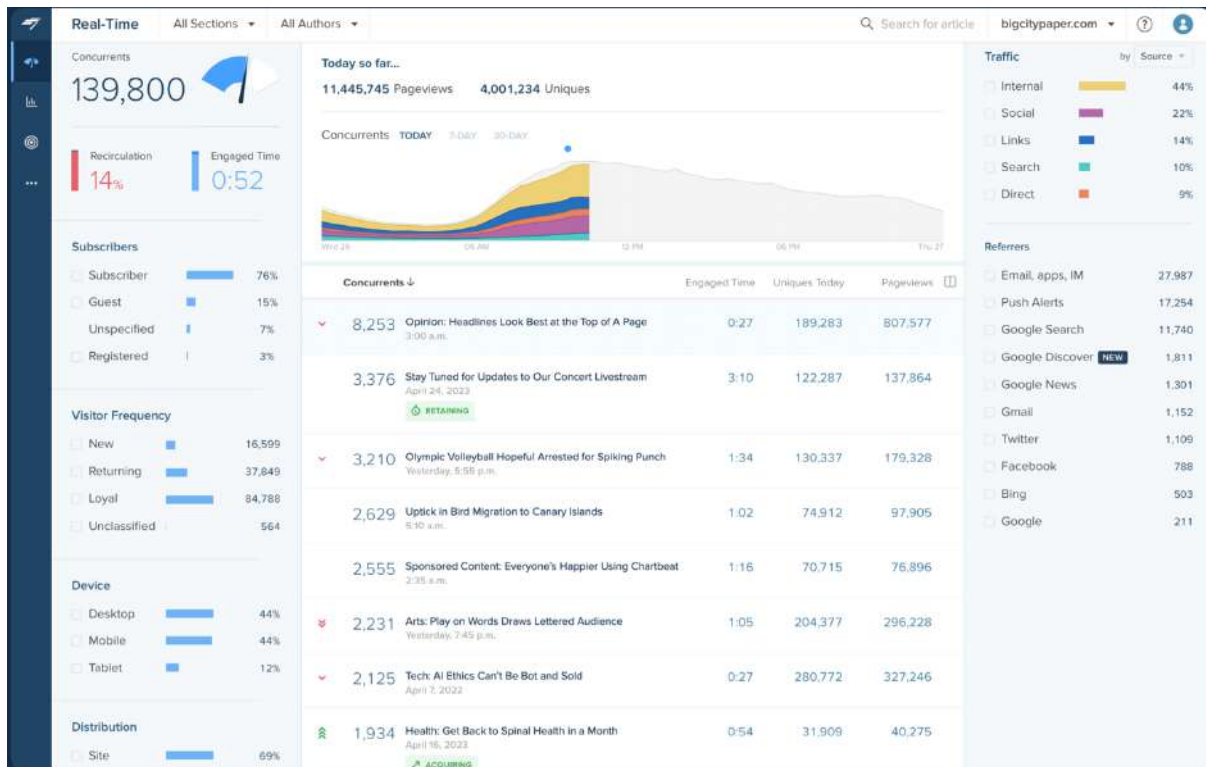 Real-Time All Sections All Authors Search for article bigcitypaper.com ?
Concurrents
139,800
Recirculation
14%
Engaged Time
0:52
Subscribers
Subscriber 76%
Guest 15%
Unspecified 7%
Registered 3%
Visitor Frequency
New 16,599
Returning 37,849
Loyal 84,788
Unclassified 564
Device
Desktop 44%
Mobile 44%
Tablet 12%
Distribution
Site 69%
Today so far...
11,445,745 Pageviews 4,001,234 Uniques
Concurrents TODAY 7-DAY 30-DAY
Wed 26 06 AM 12 PM 06 PM Thu 27
Concurrents ↓ Engaged Time Uniques Today Pageviews
8,253 Opinion: Headlines Look Best at the Top of A Page 0:27 189,283 807,577
3:00 a.m.
3,376 Stay Tuned for Updates to Our Concert Livestream 3:10 122,287 137,864
April 24, 2023
RETAINING
3,210 Olympic Volleyball Hopeful Arrested for Spiking Punch 1:34 130,337 179,328
Yesterday, 5:55 p.m.
2,629 Uptick in Bird Migration to Canary Islands 1:02 74,912 97,905
5:10 a.m.
2,555 Sponsored Content: Everyone's Happier Using Chartbeat 1:16 70,715 76,896
2:35 a.m.
2,231 Arts: Play on Words Draws Lettered Audience 1:05 204,377 296,228
Yesterday, 7:45 p.m.
2,125 Tech: AI Ethics Can't Be Bot and Sold 0:27 280,772 327,246
April 7, 2022
1,934 Health: Get Back to Spinal Health in a Month 0:54 31,909 40,275
April 16, 2023
ACQUIRING
Traffic by Source
Internal 44%
Social 22%
Links 14%
Search 10%
Direct 9%
Referrers
Email, apps, IM 27,987
Push Alerts 17,254
Google Search 11,740
Google Discover NEW 1,811
Google News 1,301
Gmail 1,152
Twitter 1,109
Facebook 788
Bing 503
Google 211